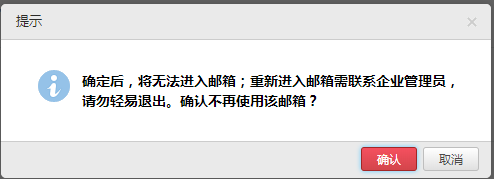 提示
确定后，将无法进入邮箱；重新进入邮箱需联系企业管理员，
请勿轻易退出。确认不再使用该邮箱？
确认
取消